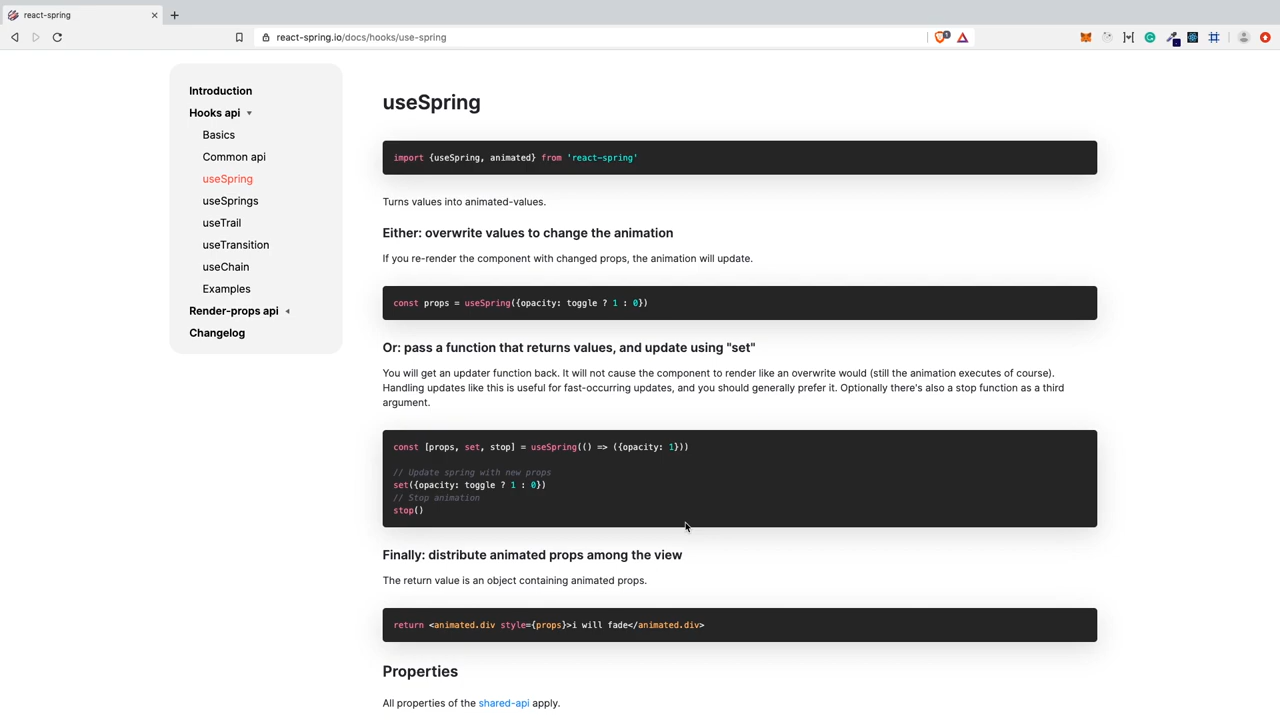 react-spring
react-spring.io/docs/hooks/use-spring
1
Introduction
Hooks api
Basics
Common api
useSpring
useSprings
useTrail
useTransition
useChain
Examples
Render-props api
Changelog
useSpring
import {useSpring, animated} from 'react-spring'
Turns values into animated-values.
Either: overwrite values to change the animation
If you re-render the component with changed props, the animation will update.
const props = useSpring({opacity: toggle ? 1 : 0})
Or: pass a function that returns values, and update using "set"
You will get an updater function back. It will not cause the component to render like an overwrite would (still the animation executes of course).
Handling updates like this is useful for fast-occurring updates, and you should generally prefer it. Optionally there's also a stop function as a third
argument.
const [props, set, stop] = useSpring(() => ({opacity: 1}))
// Update spring with new props
set({opacity: toggle ? 1 : 0})
// Stop animation
stop()
Finally: distribute animated props among the view
The return value is an object containing animated props.
return <animated.div style={props}>i will fade</animated.div>
Properties
All properties of the shared-api apply.